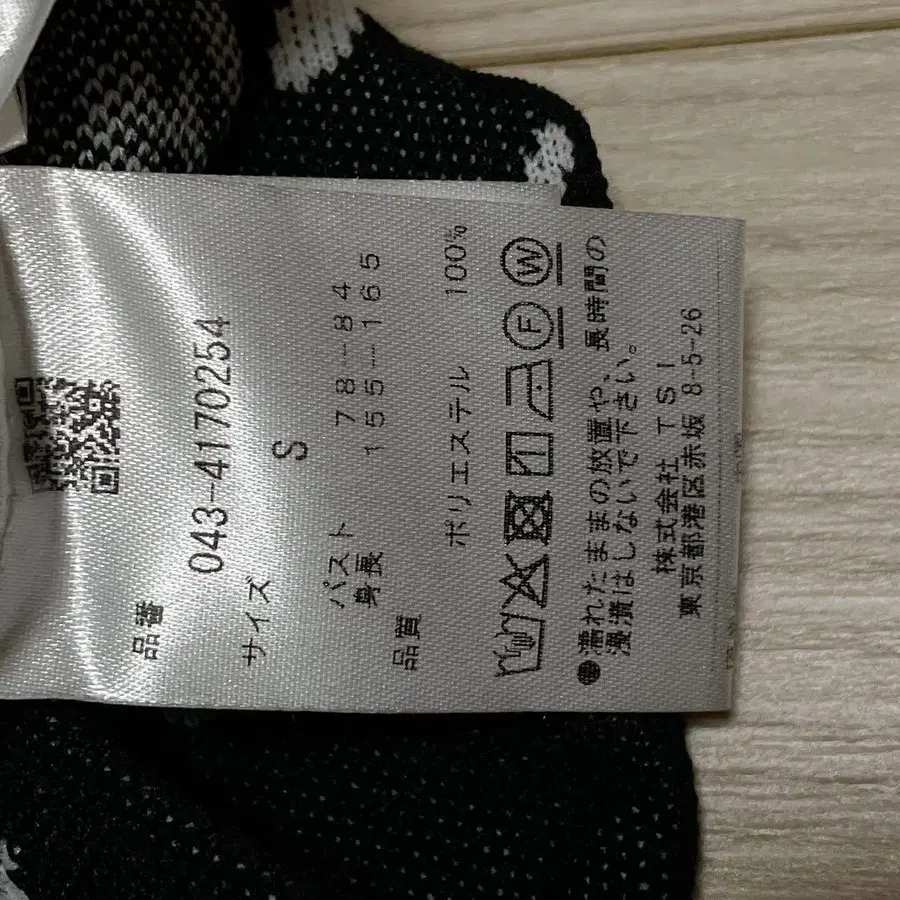 品番
043-4170254
サイズ
S
バスト 78-84
身長 155-165
品質
ポリエステル 100%
F W
濡れたままの放置や、長時間の
浸漬はしないで下さい。
株式会社 TSI
東京都港区赤坂 8-5-26